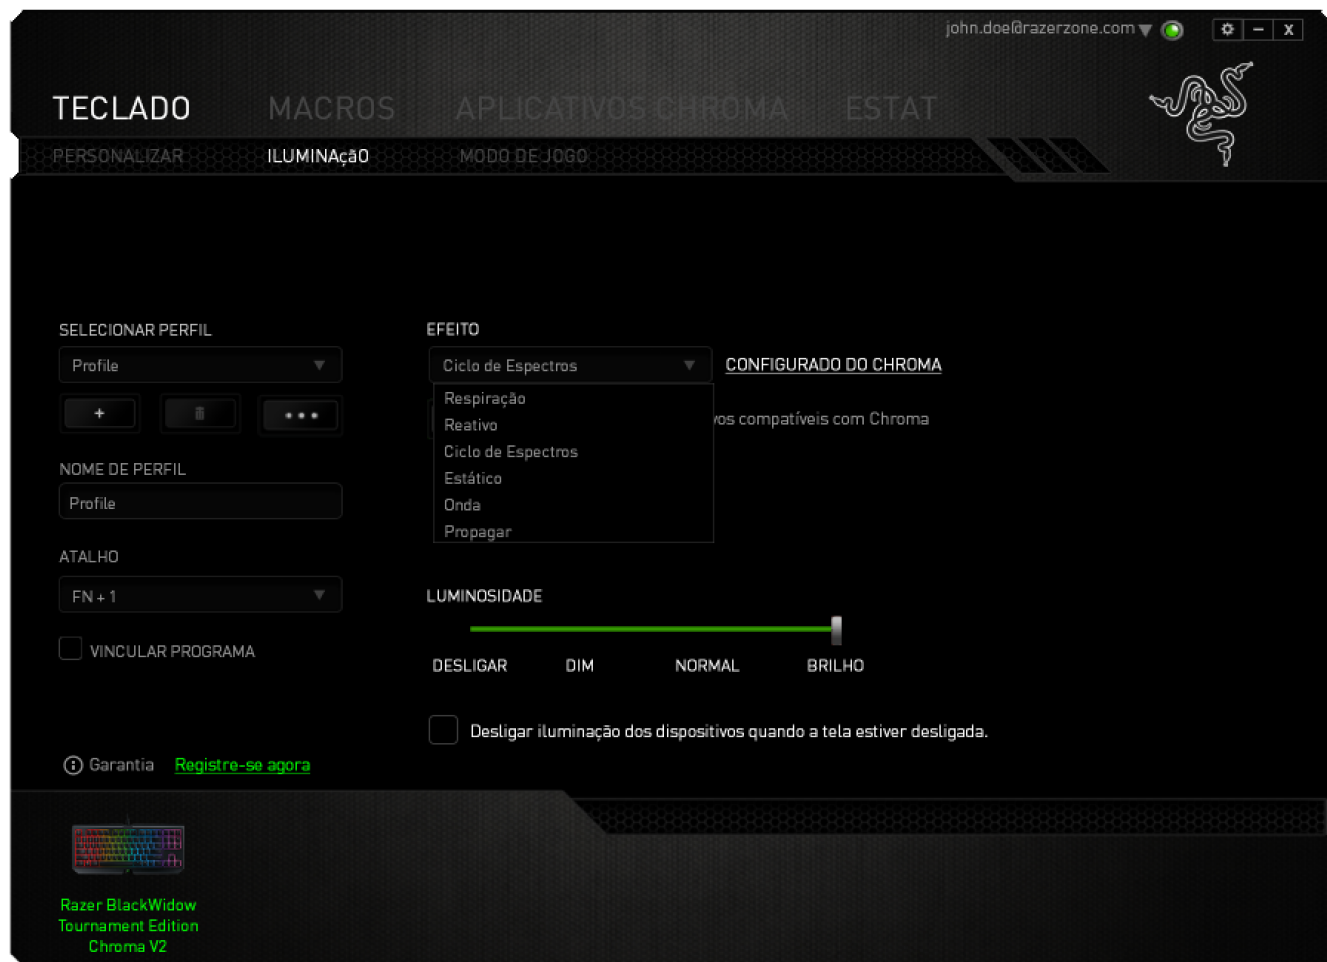 john.doe@razerzone.com
TECLADO MACROS APLICATIVOS CHROMA ESTAT
PERSONALIZAR ILUMINAçãO MODO DE JOGO
SELECIONAR PERFIL
Profile
NOME DE PERFIL
Profile
ATALHO
FN + 1
VINCULAR PROGRAMA
EFEITO
Ciclo de Espectros
CONFIGURADO DO CHROMA
Respiração
Reativo
Ciclo de Espectros
Estático
Onda
Propagar
compatíveis com Chroma
LUMINOSIDADE
DESLIGAR DIM NORMAL BRILHO
Desligar iluminação dos dispositivos quando a tela estiver desligada.
Garantia Registre-se agora
Razer BlackWidow
Tournament Edition
Chroma V2